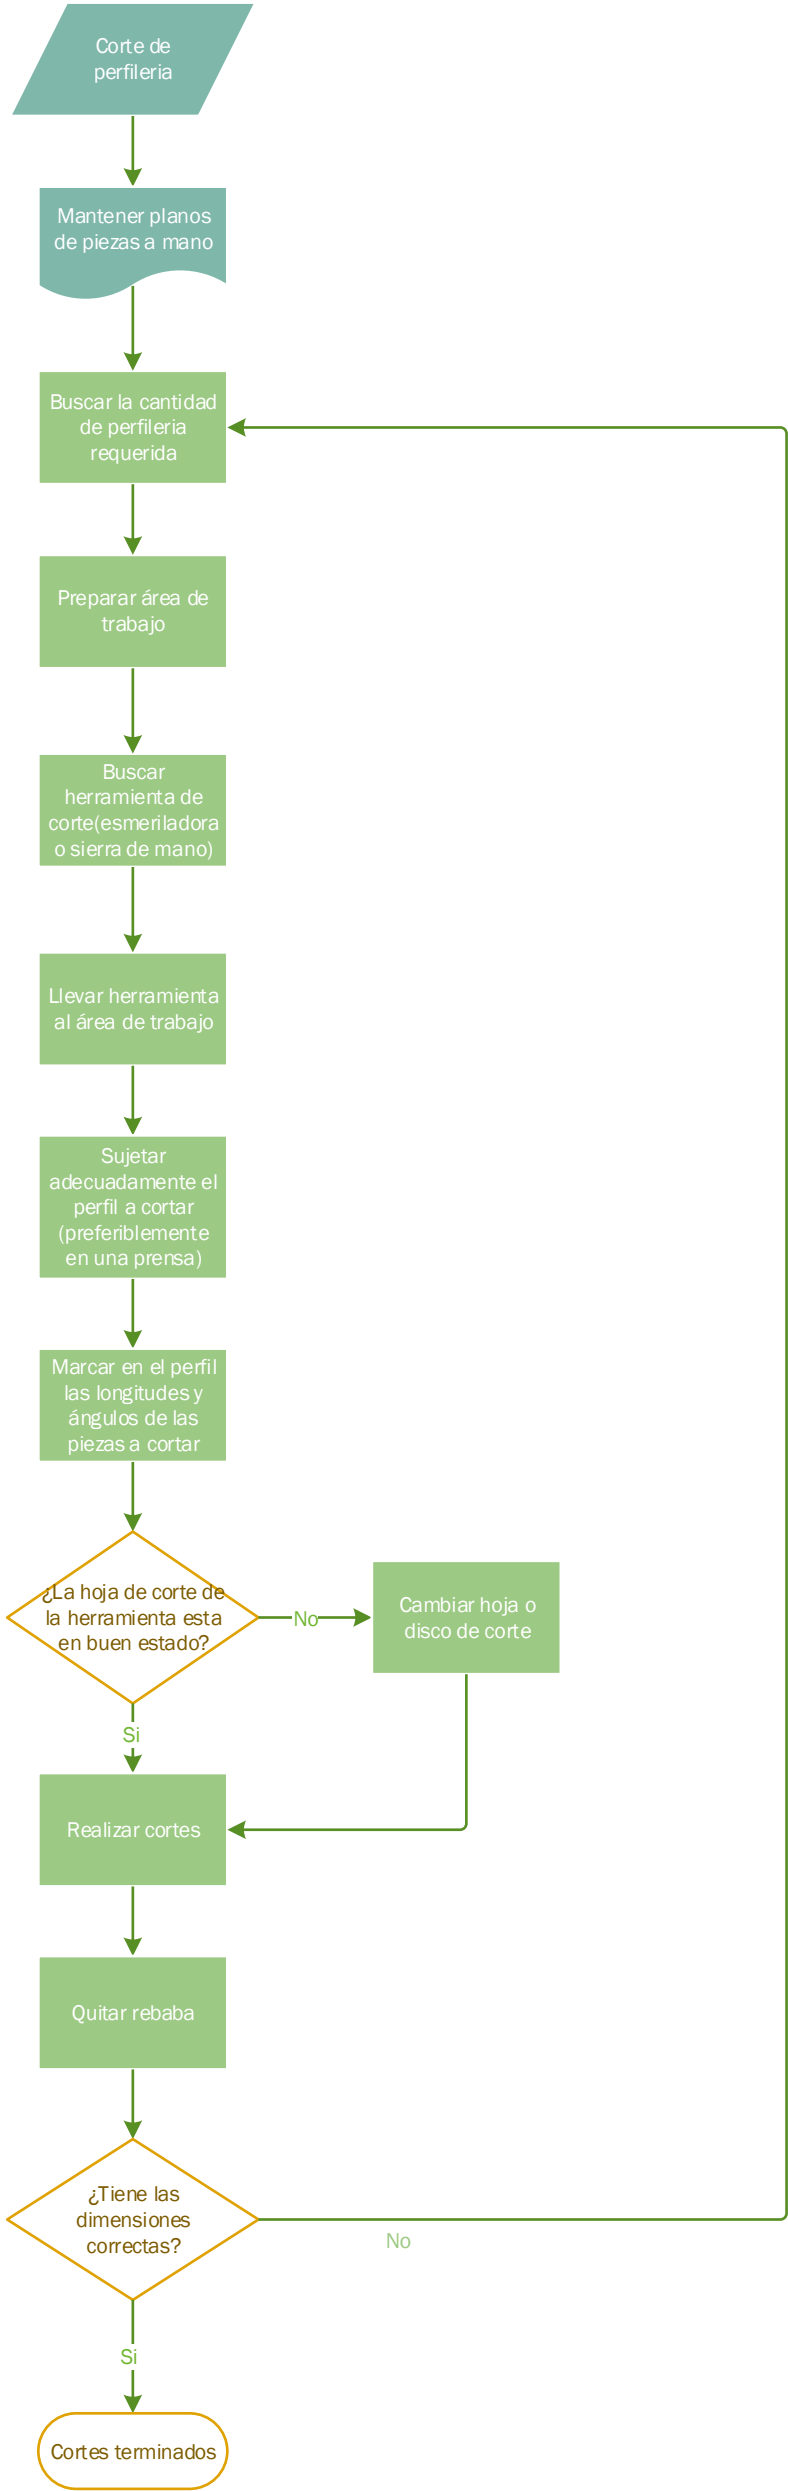 Corte de
perfileria
Mantener planos
de piezas a mano
Buscar la cantidad
de perfileria
requerida
Preparar área de
trabajo
Buscar
herramienta de
corte(esmeriladora
o sierra de mano)
Llevar herramienta
al área de trabajo
Sujetar
adecuadamente el
perfil a cortar
(preferiblemente
en una prensa)
Marcar en el perfil
las longitudes y
ángulos de las
piezas a cortar
¿La hoja de corte de
la herramienta esta
en buen estado?
No
Cambiar hoja o
disco de corte
Si
Realizar cortes
Quitar rebaba
¿Tiene las
dimensiones
correctas?
No
Si
Cortes terminados